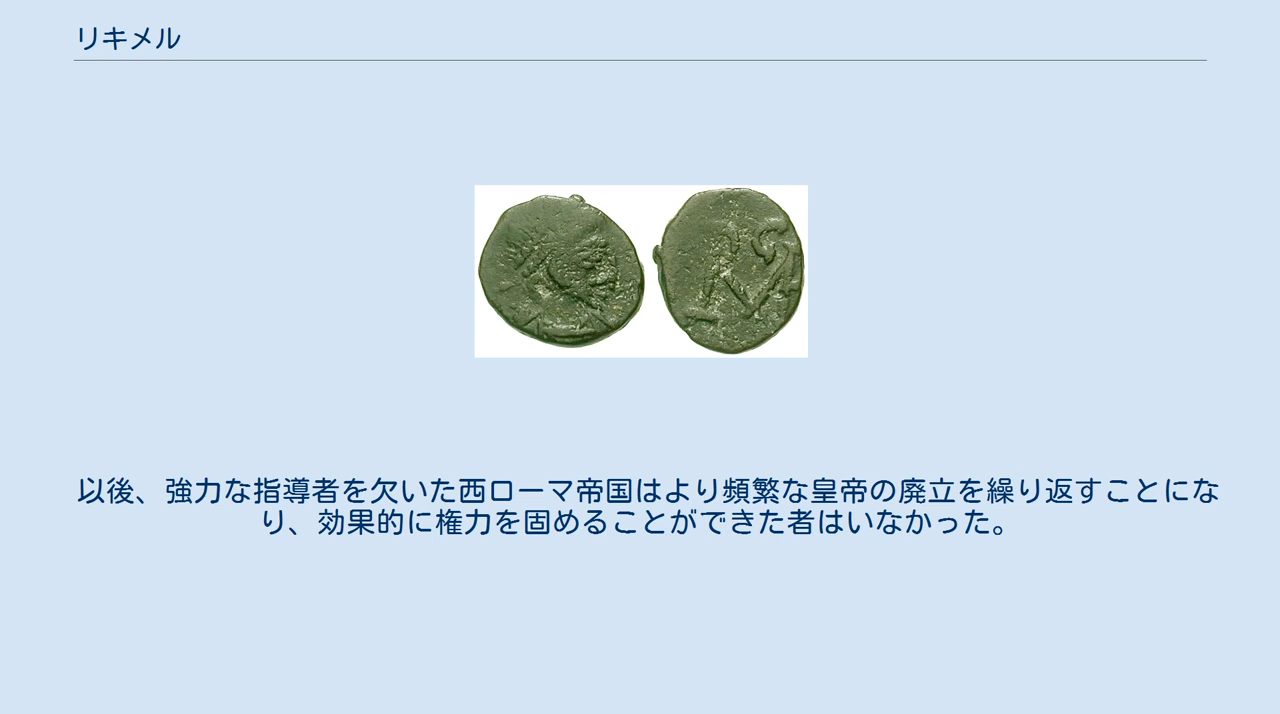 リキメル
以後、強力な指導者を欠いた西ローマ帝国はより頻繁な皇帝の廃立を繰り返すことにな
り、効果的に権力を固めることができた者はいなかった。